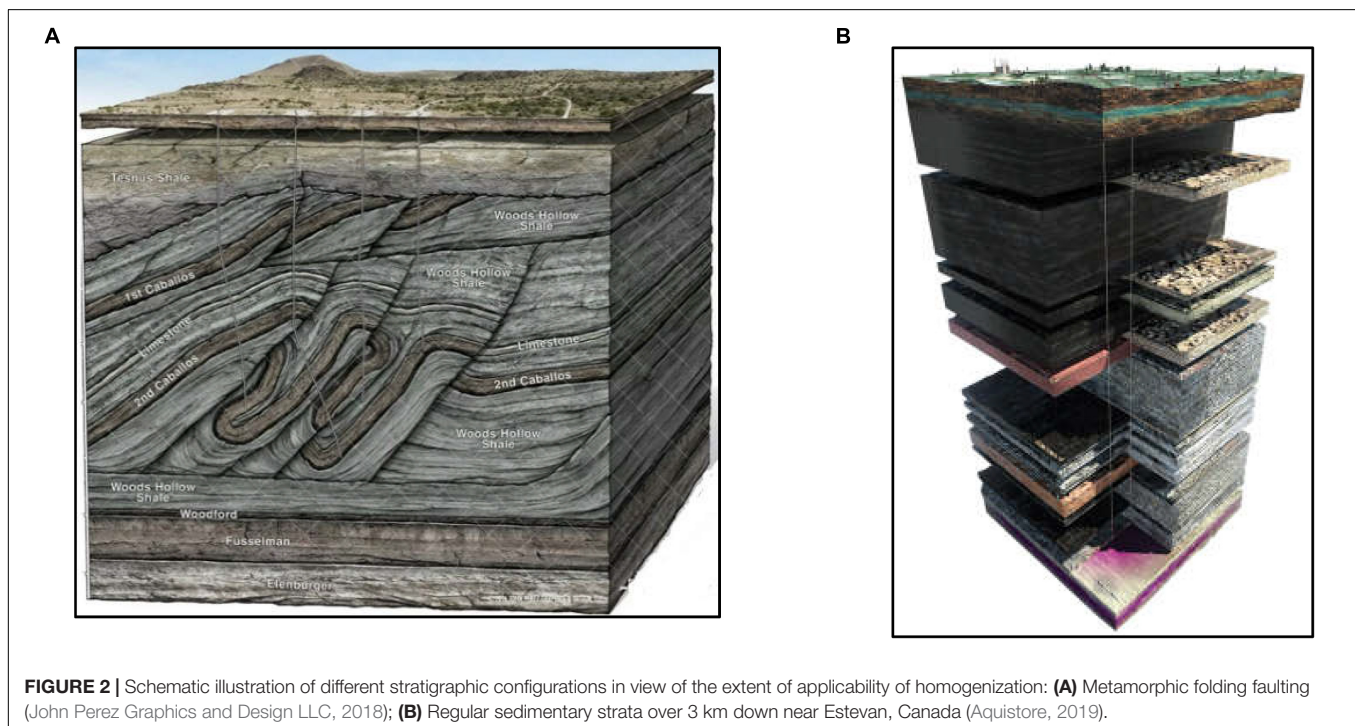 A
B
Tesnus Shale
Woods Hollow
Shale
1st Caballos
Woods Hollow
Shale
Limestone
Limestone
2nd Caballos
2nd Caballos
Woods Hollow
Shale
Woods Hollow
Shale
Woodford
Fusselman
FIGURE 2 | Schematic illustration of different stratigraphic configurations in view of the extent of applicability of homogenization: (A) Metamorphic folding faulting
(John Perez Graphics and Design LLC, 2018); (B) Regular sedimentary strata over 3 km down near Estevan, Canada (Aquistore, 2019).